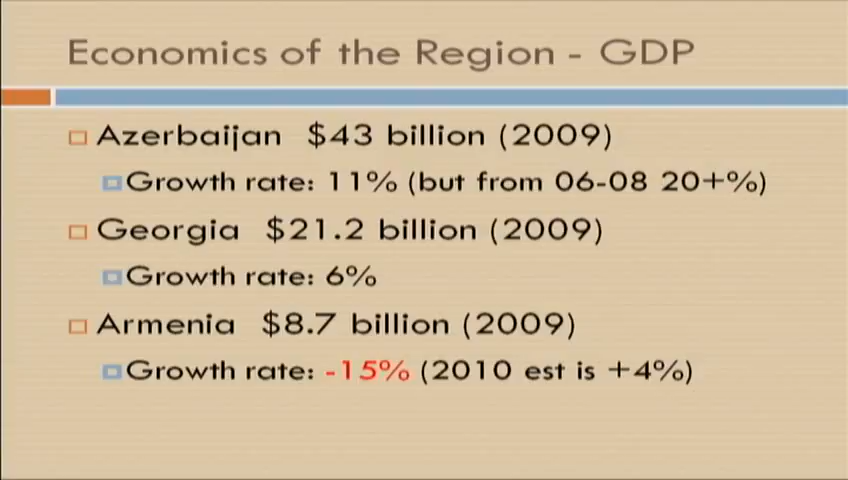 Economics of the Region - GDP
Azerbaijan $43 billion (2009)
Growth rate: 11% (but from 06-08 20+%)
Georgia $21.2 billion (2009)
Growth rate: 6%
Armenia $8.7 billion (2009)
Growth rate: -15% (2010 est is +4%)